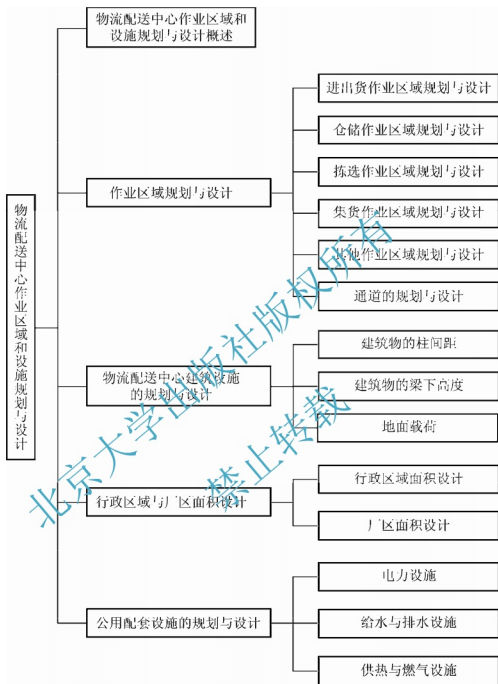 物流配送中心作业区域和设施规划与设计
物流配送中心作业区域和
设施规划与设计概述
作业区域规划与设计
进出货作业区域规划与设计
仓储作业区域规划与设计
拣选作业区域规划与设计
集货作业区域规划与设计
其他作业区域规划与设计
通道的规划与设计
物流配送中心建筑设施
的规划与设计
建筑物的柱间距
建筑物的梁下高度
地面载荷
行政区域与厂区面积设计
行政区域面积设计
厂区面积设计
公用配套设施的规划与设计
电力设施
给水与排水设施
供热与燃气设施
北京大学出版社版权所有
禁止转载